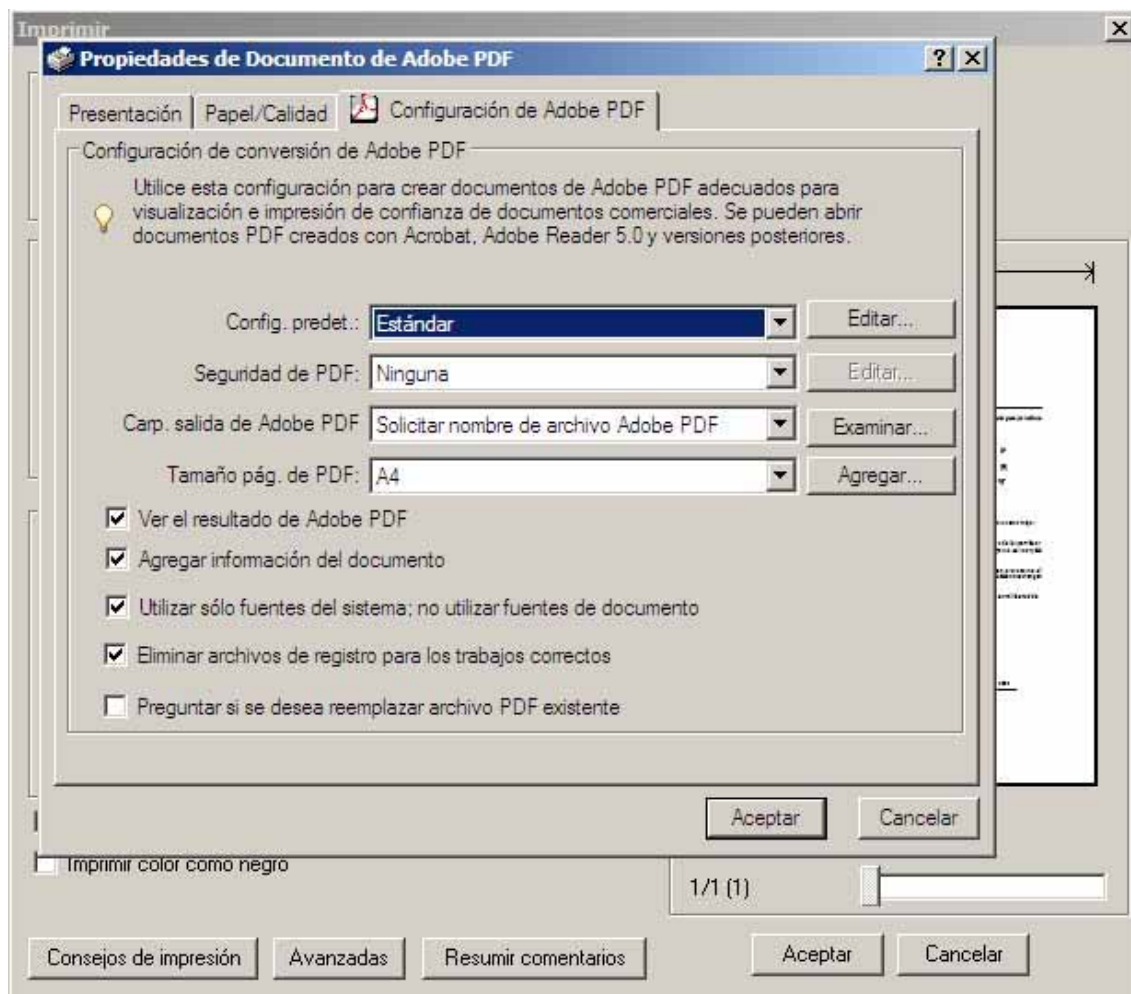 Imprimir
Propiedades de Documento de Adobe PDF
Presentación
Papel/Calidad
Configuración de Adobe PDF
Configuración de conversión de Adobe PDF
Utilice esta configuración para crear documentos de Adobe PDF adecuados para
visualización e impresión de confianza de documentos comerciales. Se pueden abrir
documentos PDF creados con Acrobat, Adobe Reader 5.0 y versiones posteriores.
Config. predet.: Estándar Editar...
Seguridad de PDF: Ninguna Editar...
Carp. salida de Adobe PDF Solicitar nombre de archivo Adobe PDF Examinar...
Tamaño pág. de PDF: A4 Agregar...
Ver el resultado de Adobe PDF
Agregar información del documento
Utilizar sólo fuentes del sistema; no utilizar fuentes de documento
Eliminar archivos de registro para los trabajos correctos
Preguntar si se desea reemplazar archivo PDF existente
Aceptar Cancelar
Imprimir color como negro
1/1 (1)
Consejos de impresión Avanzadas Resumir comentarios Aceptar Cancelar